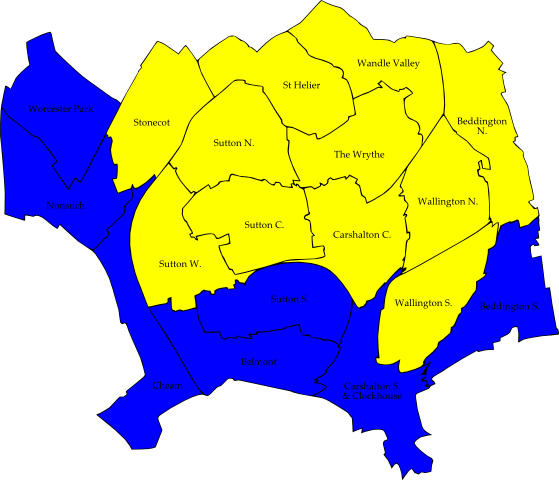 Wandle Valley
St Helier
Worcester Park
Stonecot
Beddington
N.
Sutton N.
The Wrythe
Nonsuch
Wallington N.
Sutton C.
Carshalton C.
Sutton W.
Sutton S.
Wallington S.
Beddington S.
Belmont
Cheam
Carshalton S.
& Clockhouse